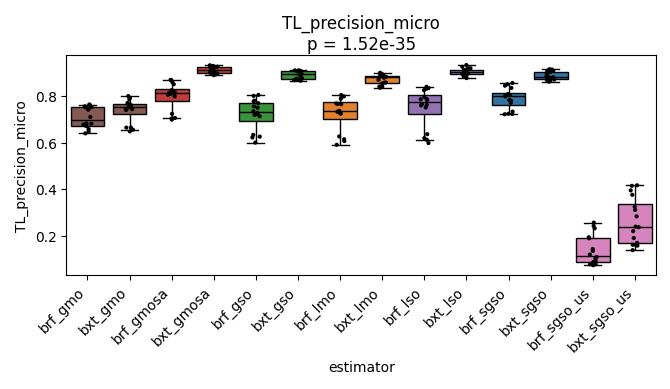 TL_precision_micro
p = 1.52e-35
TL_precision_micro
0.8
0.6
0.4
0.2
brf_gmo
bxt_gmo
brf_gmosa
bxt_gmosa
brf_gso
bxt_gso
brf_lmo
bxt_lmo
brf_lso
bxt_lso
brf_sgso
bxt_sgso
brf_sgso_us
bxt_sgso_us
estimator